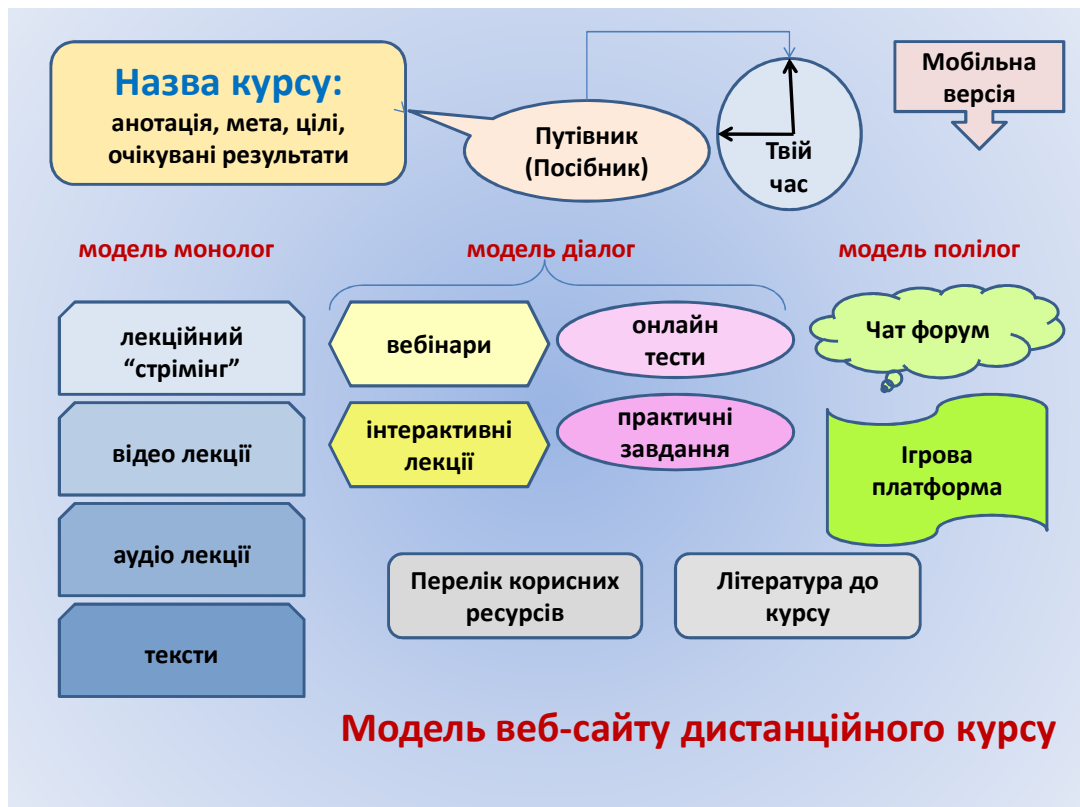 Назва курсу:
анотація, мета, цілі,
очікувані результати
Путівник
(Посібник)
Твій
час
Мобільна
версія
модель монолог
модель діалог
модель полілог
лекційний
“стрімінг”
відео лекції
аудіо лекції
тексти
вебінари
інтерактивні
лекції
онлайн
тести
практичні
завдання
Чат форум
Ігрова
платформа
Перелік корисних
ресурсів
Література до
курсу
Модель веб-сайту дистанційного курсу